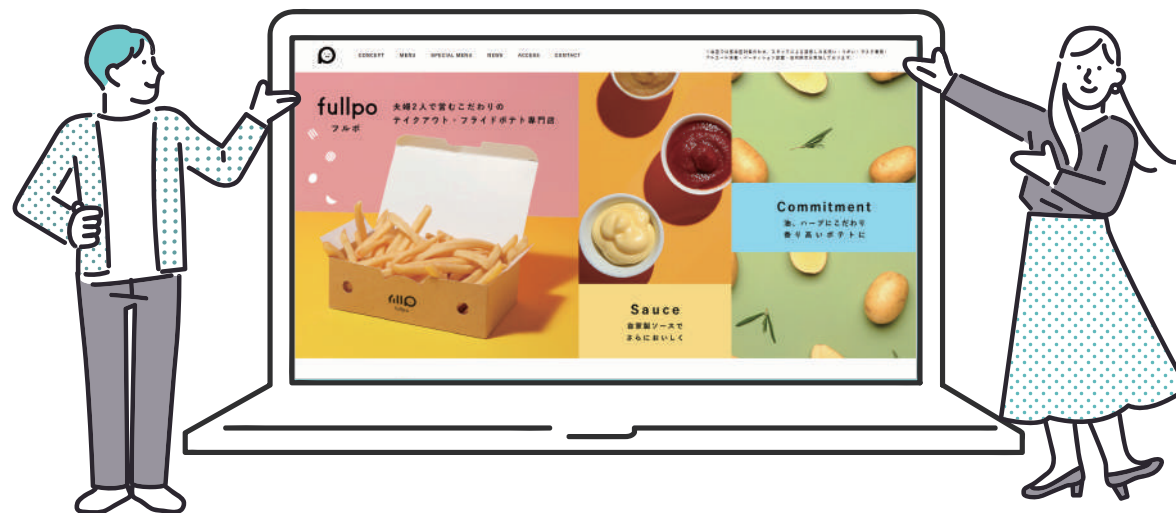 CONCEPT MENU SPECIAL MENU NEWS ACCESS CONTACT
fullpo
フルポ
夫婦2人で営むこだわりの
テイクアウト・フライドポテト専門店
fullpo
Sauce
自家製ソースで
さらにおいしく
Commitment
油、ハーブにこだわり
香り高いポテトに